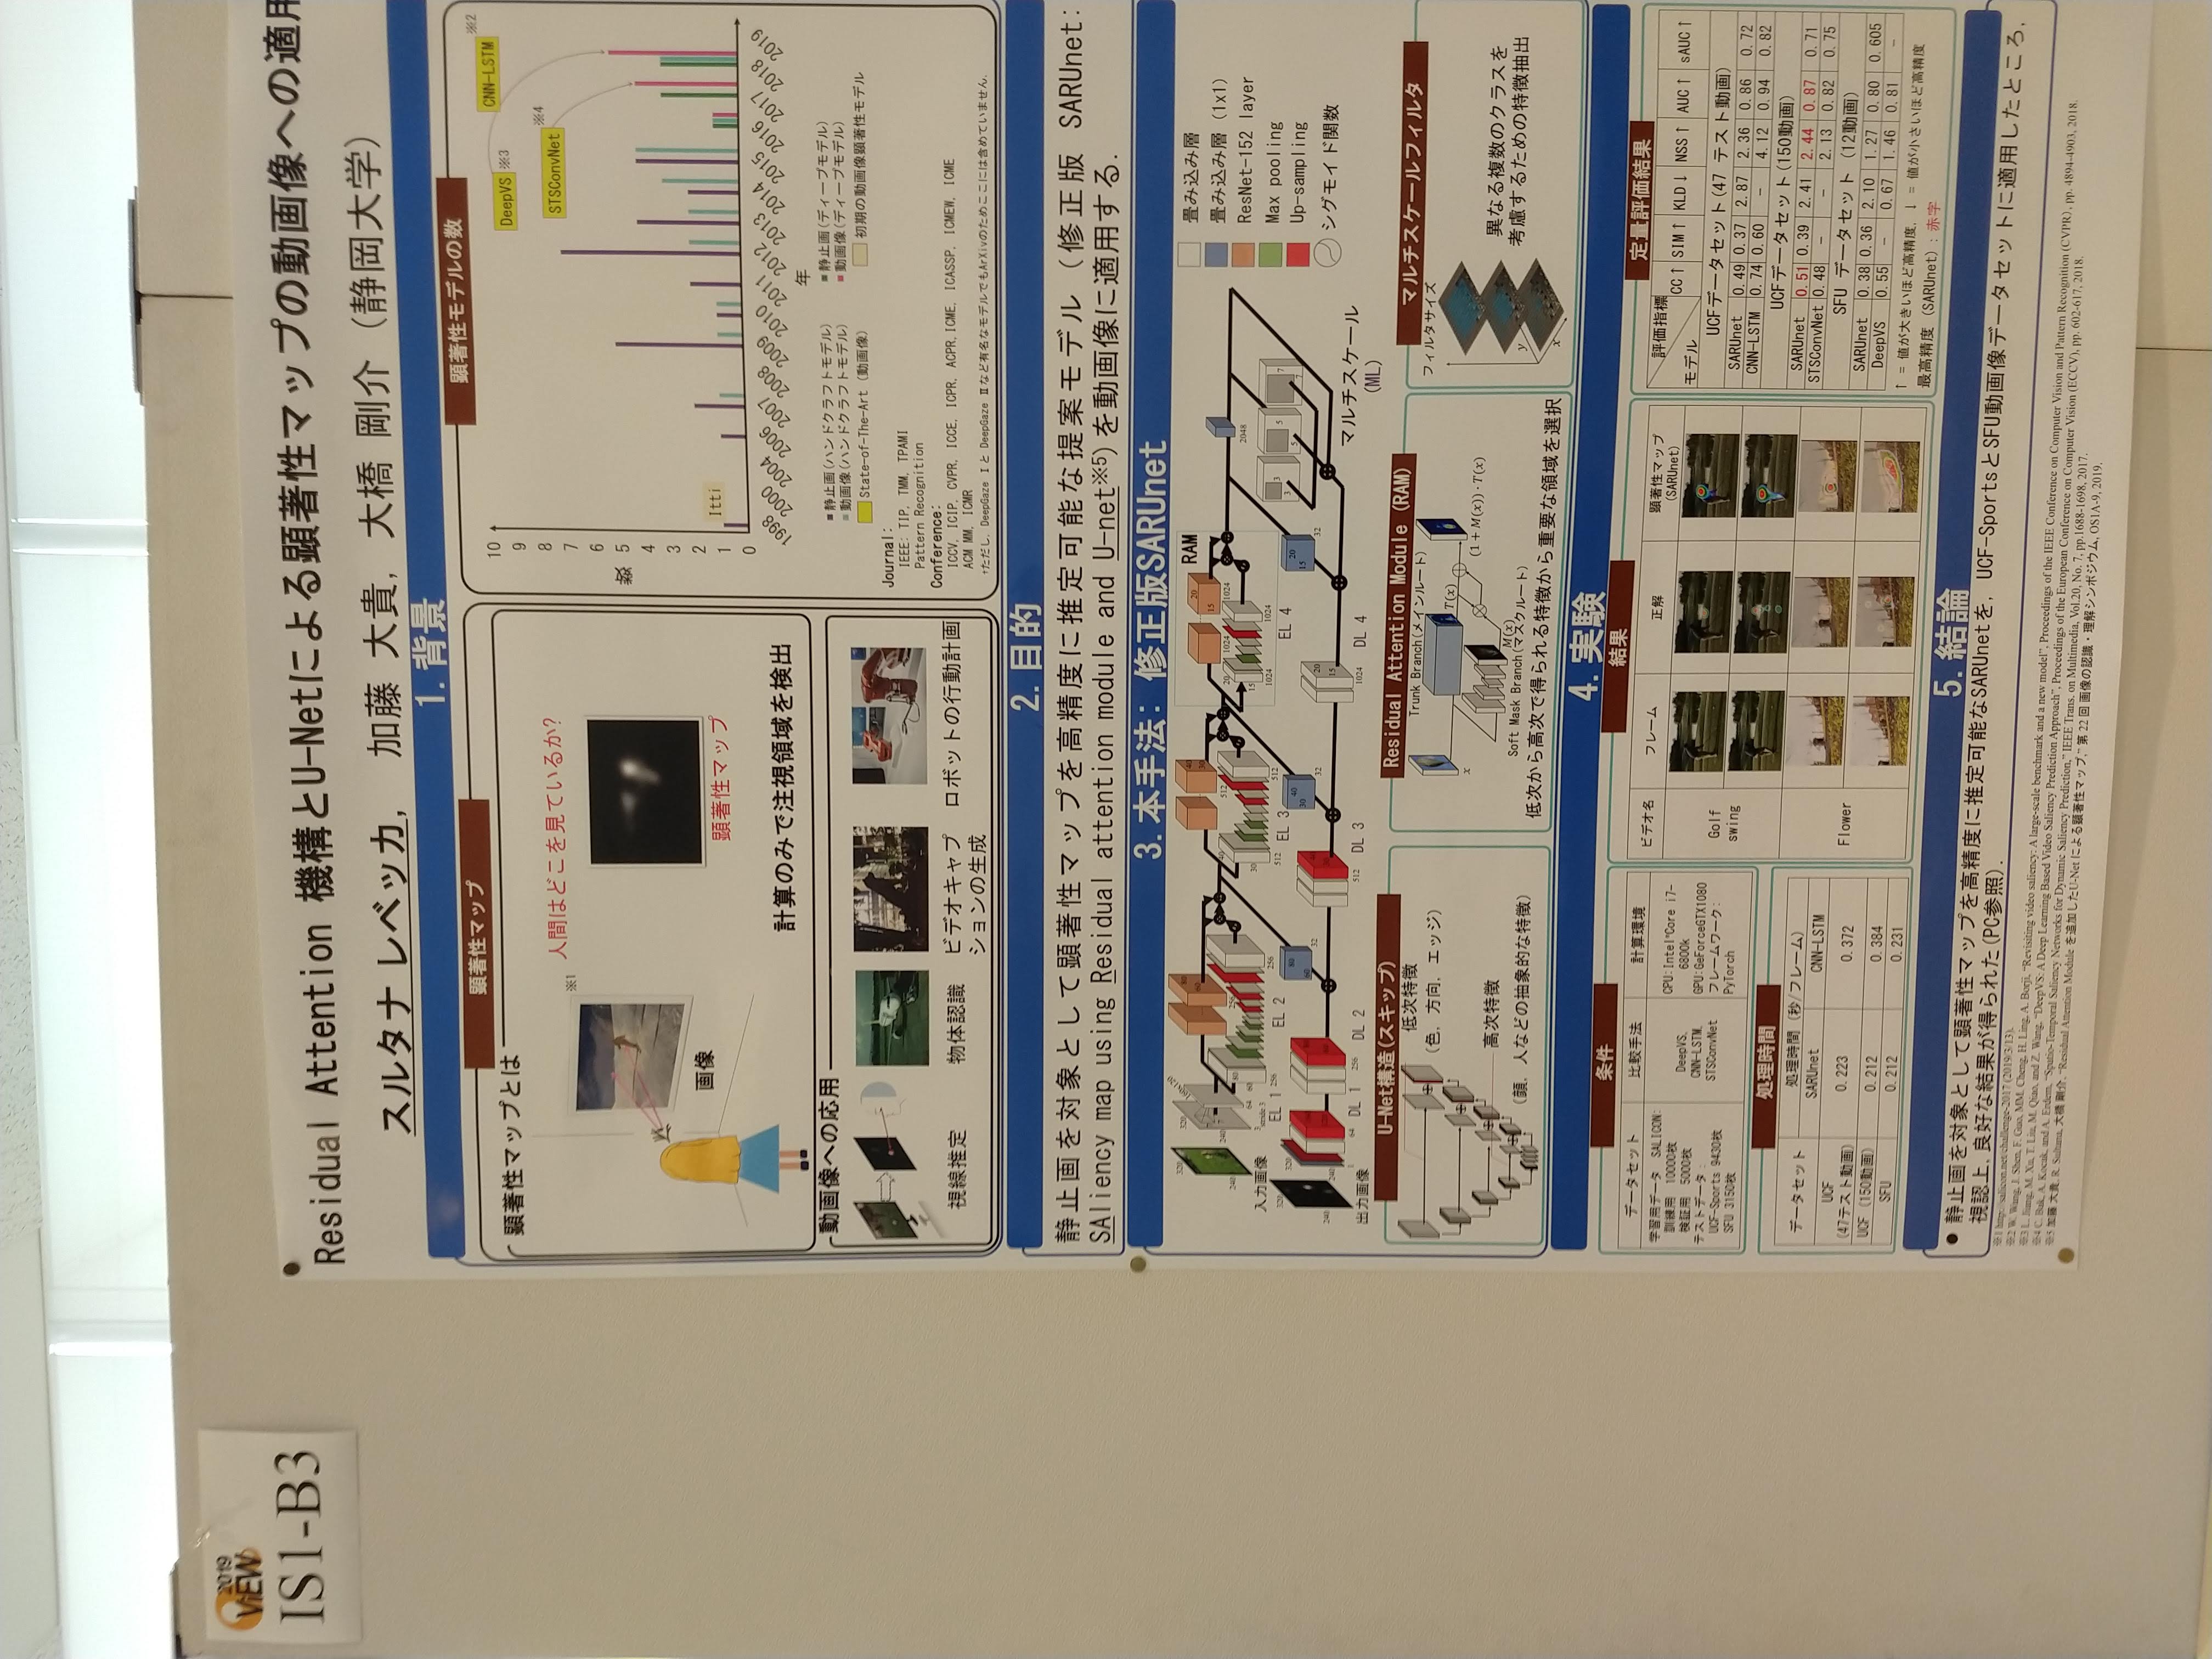 2019
ViEW
IS1-B3
Residual Attention 機構とU-Netによる顕著性マップの動画像への適用
スルタナ レベッカ, 加藤 大貴, 大橋 剛介 (静岡大学)
1. 背景
顕著性マップ
顕著性マップとは
人間はどこを見ているか?
※1
画像
顕著性マップ
計算のみで注視領域を検出
動画像への応用
視線推定
物体認識
ビデオキャプ
ションの生成
ロボットの行動計画
顕著性モデルの数
CNN-LSTM ※2
DeepVS ※3
STSConvNet ※4
10
9
8
7
6
5
4
3
2
1
0
数
Itti
1998 2000 2004 2006 2007 2008 2009 2010 2011 2012 2013 2014 2015 2016 2017 2018 2019
年
静止画(ハンドクラフトモデル) 静止画(ディープモデル)
動画像(ハンドクラフトモデル) 動画像(ディープモデル)
State-of-The-Art (動画像) 初期の動画像顕著性モデル
Journal:
IEEE: TIP, TMM, TPAMI
Pattern Recognition
Conference:
ICCV, ICIP, CVPR, ICCE, ICPR, ACPR, ICME, ICASSP, ICMEW, ICME
ACM MM, ICMR
†ただし, DeepGaze Ⅰと DeepGaze Ⅱなど有名なモデルでもArXivのためここには含めていません.
2. 目的
静止画を対象として顕著性マップを高精度に推定可能な提案モデル (修正版 SARUnet:
SAliency map using Residual attention module and U-net※5)を動画像に適用する.
3. 本手法: 修正版SARUnet
入力画像
EL 1
EL 2
EL 3
EL 4
RAM
2048
出力画像
DL 1
DL 2
DL 3
DL 4
マルチスケール
(ML)
畳み込み層
畳み込み層 (1x1)
ResNet-152 layer
Max pooling
Up-sampling
シグモイド関数
U-Net構造(スキップ)
低次特徴
(色, 方向, エッジ)
高次特徴
(顔, 人などの抽象的な特徴)
Residual Attention Module (RAM)
Trunk Branch(メインルート)
x
T(x)
(1 + M(x)) · T(x)
M(x)
Soft Mask Branch(マスクルート)
低次から高次で得られる特徴から重要な領域を選択
マルチスケールフィルタ
フィルタサイズ
y
x
異なる複数のクラスを
考慮するための特徴抽出
4. 実験
条件
データセット 比較手法 計算環境
学習用データ SALICON:
訓練用 10000枚
検証用 5000枚
テストデータ:
UCF-Sports 9430枚
SFU 3150枚
DeepVS,
CNN-LSTM,
STSConvNet
CPU:Intel®Core i7-
6800k
GPU:GeForceGTX1080
フレームワーク:
PyTorch
処理時間
データセット 処理時間 (秒/フレーム)
SARUnet CNN-LSTM
UCF
(47テスト動画) 0.223 0.372
UCF (150動画) 0.212 0.384
SFU 0.212 0.231
結果
ビデオ名 フレーム 正解 顕著性マップ
(SARUnet)
Golf
swing
Flower
定量評価結果
評価指標
モデル
CC↑ SIM↑ KLD↓ NSS↑ AUC↑ sAUC↑
UCFデータセット(47 テスト動画)
SARUnet 0.49 0.37 2.87 2.36 0.86 0.72
CNN-LSTM 0.74 0.60 - 4.12 0.94 0.82
UCFデータセット(150動画)
SARUnet 0.51 0.39 2.41 2.44 0.87 0.71
STSConvNet 0.48 - - 2.13 0.82 0.75
SFU データセット (12動画)
SARUnet 0.38 0.36 2.10 1.27 0.80 0.605
DeepVS 0.55 - 0.67 1.46 0.81 -
↑ = 値が大きいほど高精度, ↓ = 値が小さいほど高精度
最高精度 (SARUnet) : 赤字
5. 結論
● 静止画を対象として顕著性マップを高精度に推定可能なSARUnetを, UCF-SportsとSFU動画像データセットに適用したところ,
視認上, 良好な結果が得られた(PC参照).
※1 http://salicon.net/challenge-2017 (2019/3/13).
※2 W. Wang, J. Shen, F. Guo, MM. Cheng, H. Ling, A. Borji, “Revisiting video saliency: A large-scale benchmark and a new model”, Proceedings of the IEEE Conference on Computer Vision and Pattern Recognition (CVPR), pp. 4894-4903, 2018.
※3 L. Jiang, M. Xu, T. Liu, M. Qiao, and Z. Wang, “DeepVS: A Deep Learning Based Video Saliency Prediction Approach”, Proceedings of the European Conference on Computer Vision (ECCV), pp. 602-617, 2018.
※4 C. Bak, A. Kocak, and A. Erdem, “Spatio-Temporal Saliency Networks for Dynamic Saliency Prediction,” IEEE Trans. on Multimedia, Vol.20, No. 7, pp.1688-1698, 2017.
※5 加藤 大貴, R. Sultana, 大橋 剛介, “Residual Attention Module を追加したU-Net による顕著性マップ,” 第 22 回 画像の認識・理解シンポジウム, OS1A-9, 2019.